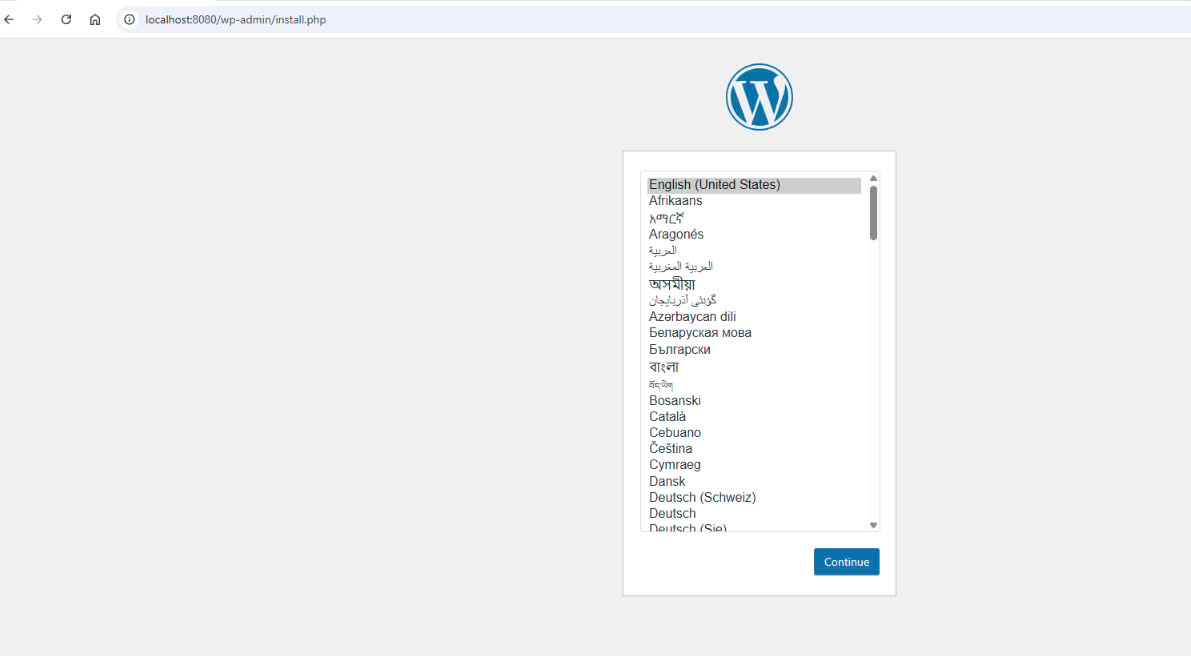 localhost:8080/wp-admin/install.php
English (United States)
Afrikaans
አማርኛ
Aragonés
العربية
العربية المغربية
অসমীয়া
گؤنئی آذربایجان
Azərbaycan dili
Беларуская мова
Български
বাংলা
བོད་ཡིག
Bosanski
Català
Cebuano
Čeština
Cymraeg
Dansk
Deutsch (Schweiz)
Deutsch
Deutsch (Sie)
Continue